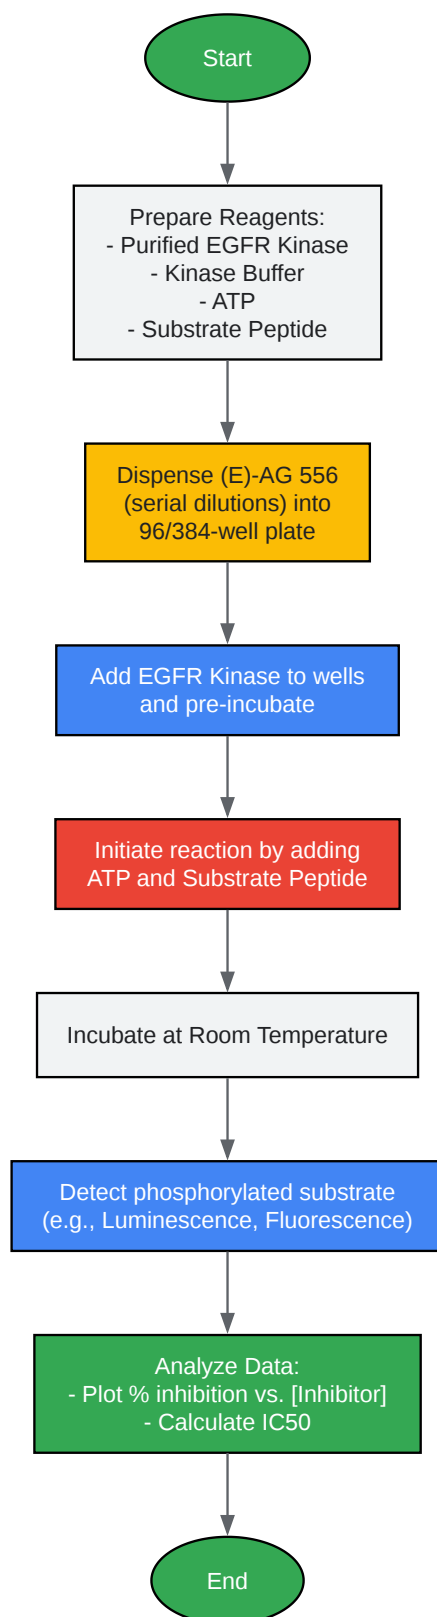 Start
Prepare Reagents:
- Purified EGFR Kinase
- Kinase Buffer
- ATP
- Substrate Peptide
Dispense (E)-AG 556
(serial dilutions) into
96/384-well plate
Add EGFR Kinase to wells
and pre-incubate
Initiate reaction by adding
ATP and Substrate Peptide
Incubate at Room Temperature
Detect phosphorylated substrate
(e.g., Luminescence, Fluorescence)
Analyze Data:
- Plot % inhibition vs. [Inhibitor]
- Calculate IC50
End